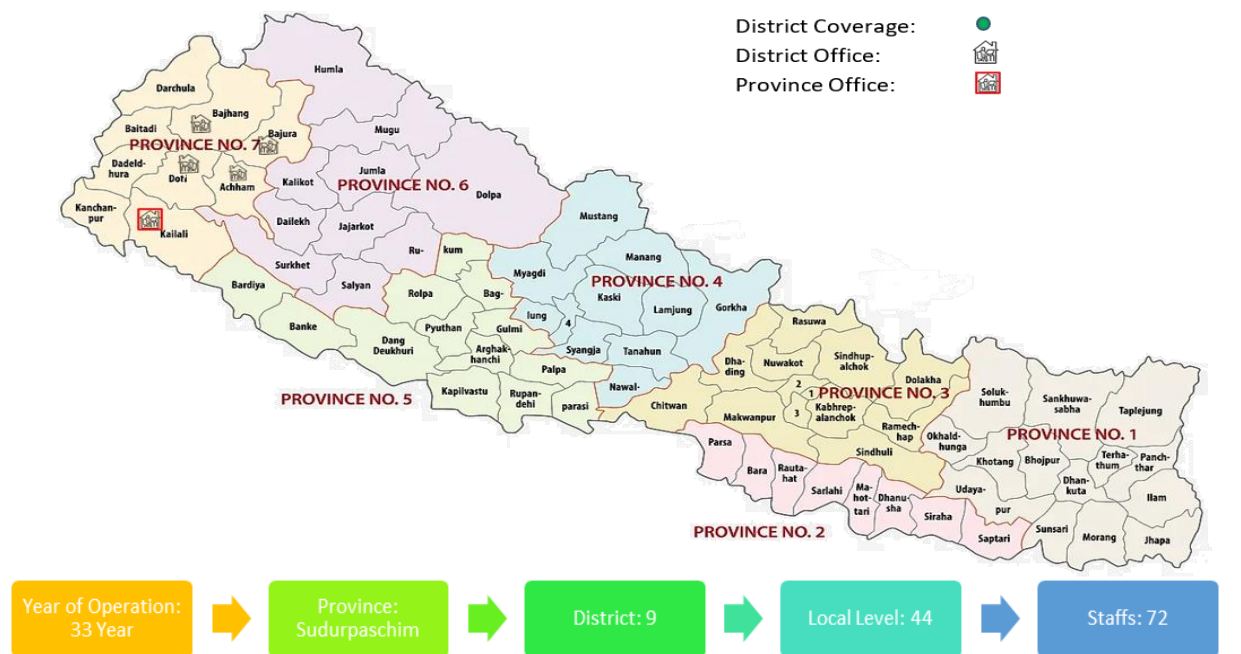 District Coverage:
District Office:
Province Office:
Humla
Darchula
Bajhang
Baitadi
Bajura
Mugu
PROVINCE NO. 7
Dadeld-
hura
Doti
Achham
Jumla
Kalikot
PROVINCE NO. 6
Dolpa
Kanchan-
pur
Kailali
Dailekh
Jajarkot
Mustang
Ru-
kum
Surkhet
Salyan
Manang
Myagdi
PROVINCE NO. 4
Bardiya
Rolpa
Bag-
lung
Kaski
Lamjung
Gorkha
4
Banke
Pyuthan
Gulmi
Dang
Deukhuri
Arghak-
hanchi
Syangja
Tanahun
Palpa
Kapilvastu
Rupan-
dehi
parasi
Nawal-
PROVINCE NO. 5
Rasuwa
Dha-
ding
Nuwakot
Sindhup-
alchok
Dolakha
2
1
PROVINCE NO. 3
3
Kabhrep-
alanchok
Chitwan
Makwanpur
Ramech-
hap
Sindhuli
Soluk-
humbu
Sankhuwa-
sabha
Taplejung
Okhald-
hunga
PROVINCE NO. 1
Khotang
Bhojpur
Terha-
thum
Panch-
thar
Dhan-
kuta
Ilam
Udaya-
pur
Sunsari
Morang
Jhapa
Parsa
Bara
Rauta-
hat
Sarlahi
Ma-
hot-
tari
Dhanu-
sha
Siraha
Saptari
PROVINCE NO. 2
Year of Operation:
33 Year
Province:
Sudurpaschim
District: 9
Local Level: 44
Staffs: 72